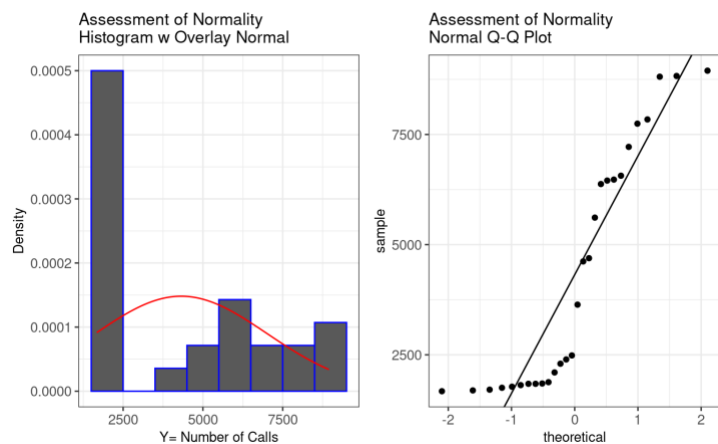 Assessment of Normality
Histogram w Overlay Normal
0.0005
0.0004
0.0003
0.0002
0.0001
0.0000
Density
2500
5000
7500
Y= Number of Calls
Assessment of Normality
Normal Q-Q Plot
7500
5000
2500
sample
-2
-1
0
1
2
theoretical